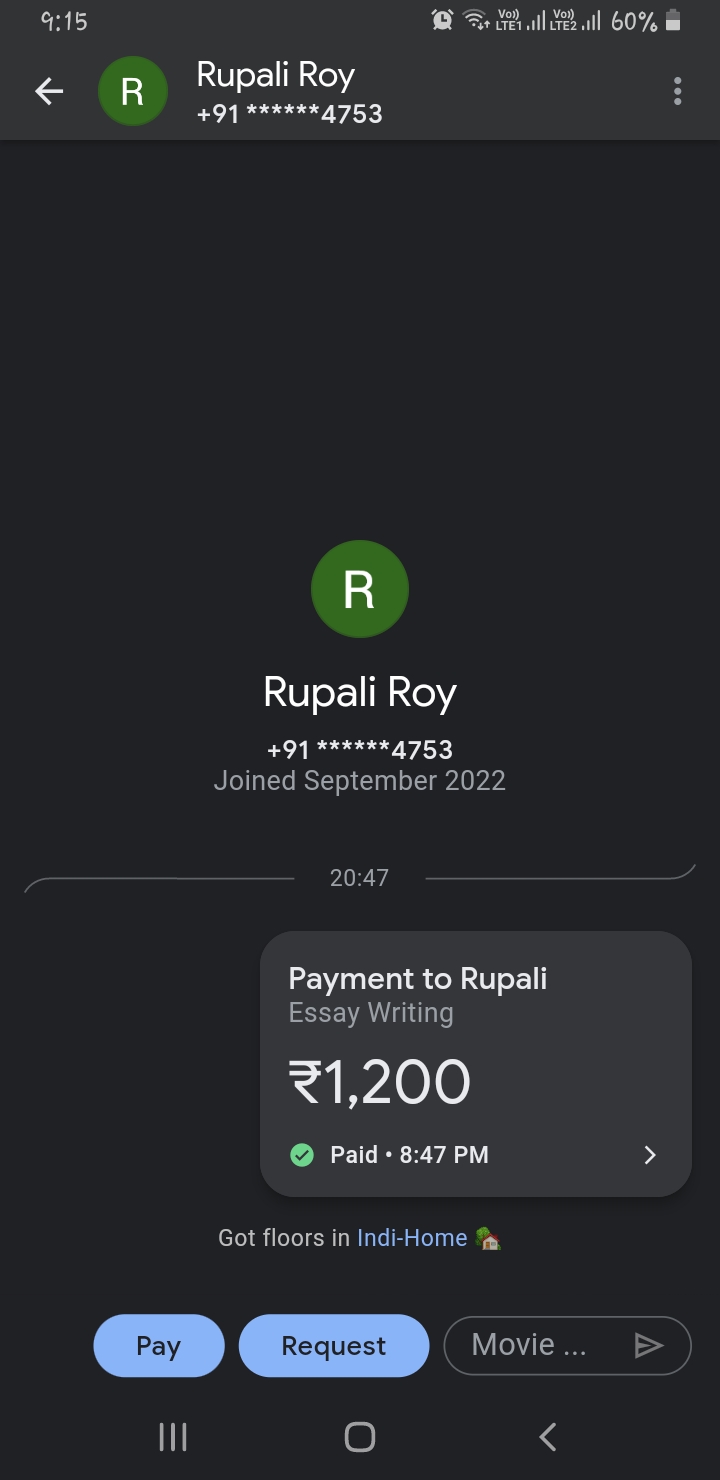 9:15 Vo) LTE1 Vo) LTE2 60%
R
Rupali Roy
+91 ******4753
R
Rupali Roy
+91 ******4753
Joined September 2022
20:47
Payment to Rupali
Essay Writing
₹1,200
Paid • 8:47 PM
Got floors in Indi-Home 🏡
Pay Request Movie ...